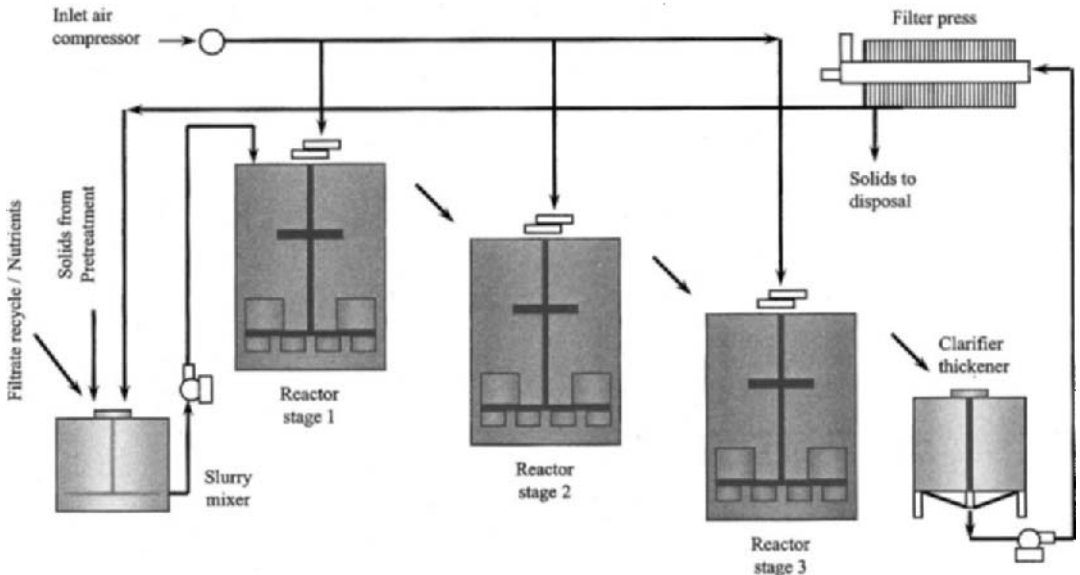 Inlet air
compressor
Filter press
Solids to
disposal
Filtrate recycle / Nutrients
Solids from
Pretreatment
Reactor
stage 1
Clarifier
thickener
Slurry
mixer
Reactor
stage 2
Reactor
stage 3